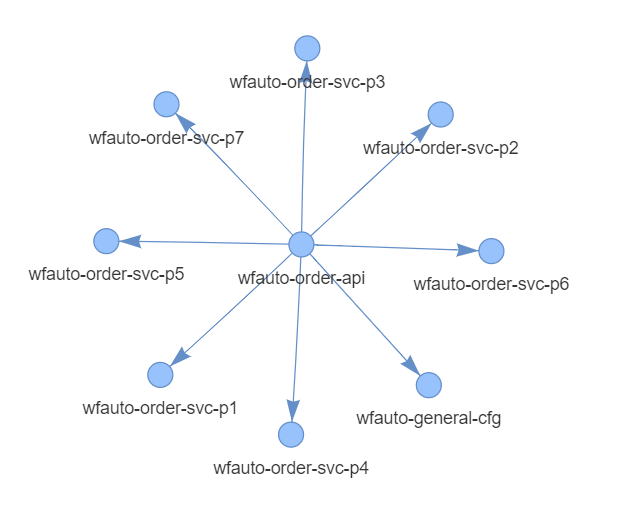 wfauto-order-svc-p3
wfauto-order-svc-p7
wfauto-order-svc-p2
wfauto-order-svc-p5
wfauto-order-api
wfauto-order-svc-p6
wfauto-order-svc-p1
wfauto-general-cfg
wfauto-order-svc-p4